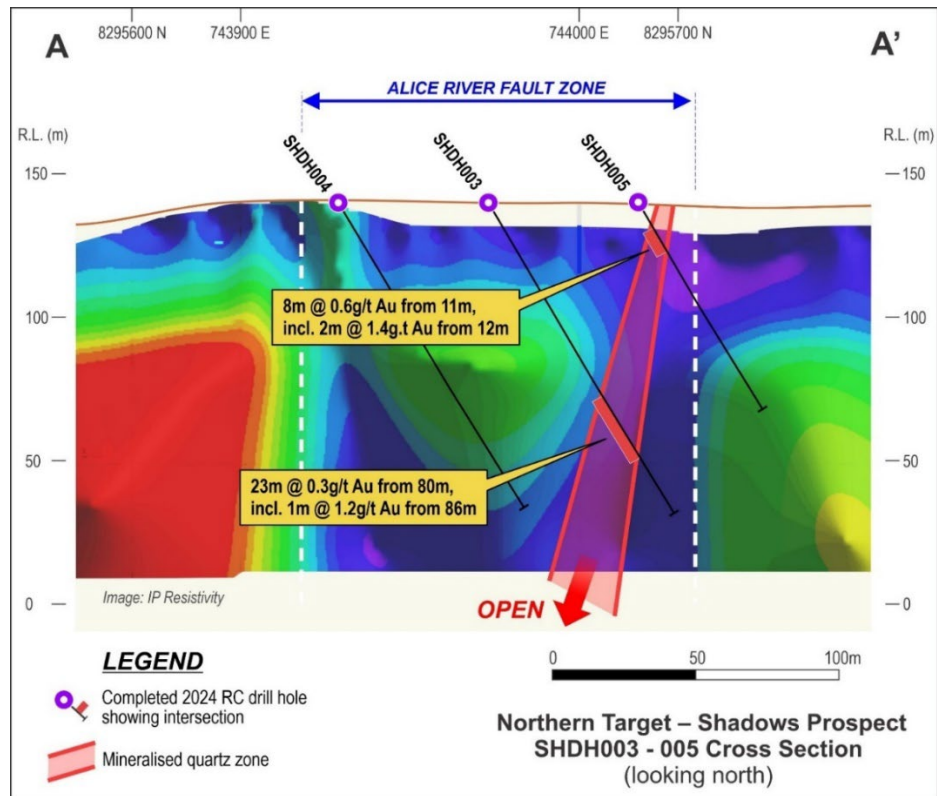 A
8295600 N
743900 E
744000 E
8295700 N
A'
ALICE RIVER FAULT ZONE
R.L. (m)
R.L. (m)
SHDH004
SHDH003
SHDH005
150
150
8m @ 0.6g/t Au from 11m,
incl. 2m @ 1.4g.t Au from 12m
100
100
50
50
23m @ 0.3g/t Au from 80m,
incl. 1m @ 1.2g/t Au from 86m
0
0
Image: IP Resistivity
OPEN
LEGEND
Completed 2024 RC drill hole
showing intersection
Mineralised quartz zone
0
50
100m
Northern Target – Shadows Prospect
SHDH003 - 005 Cross Section
(looking north)